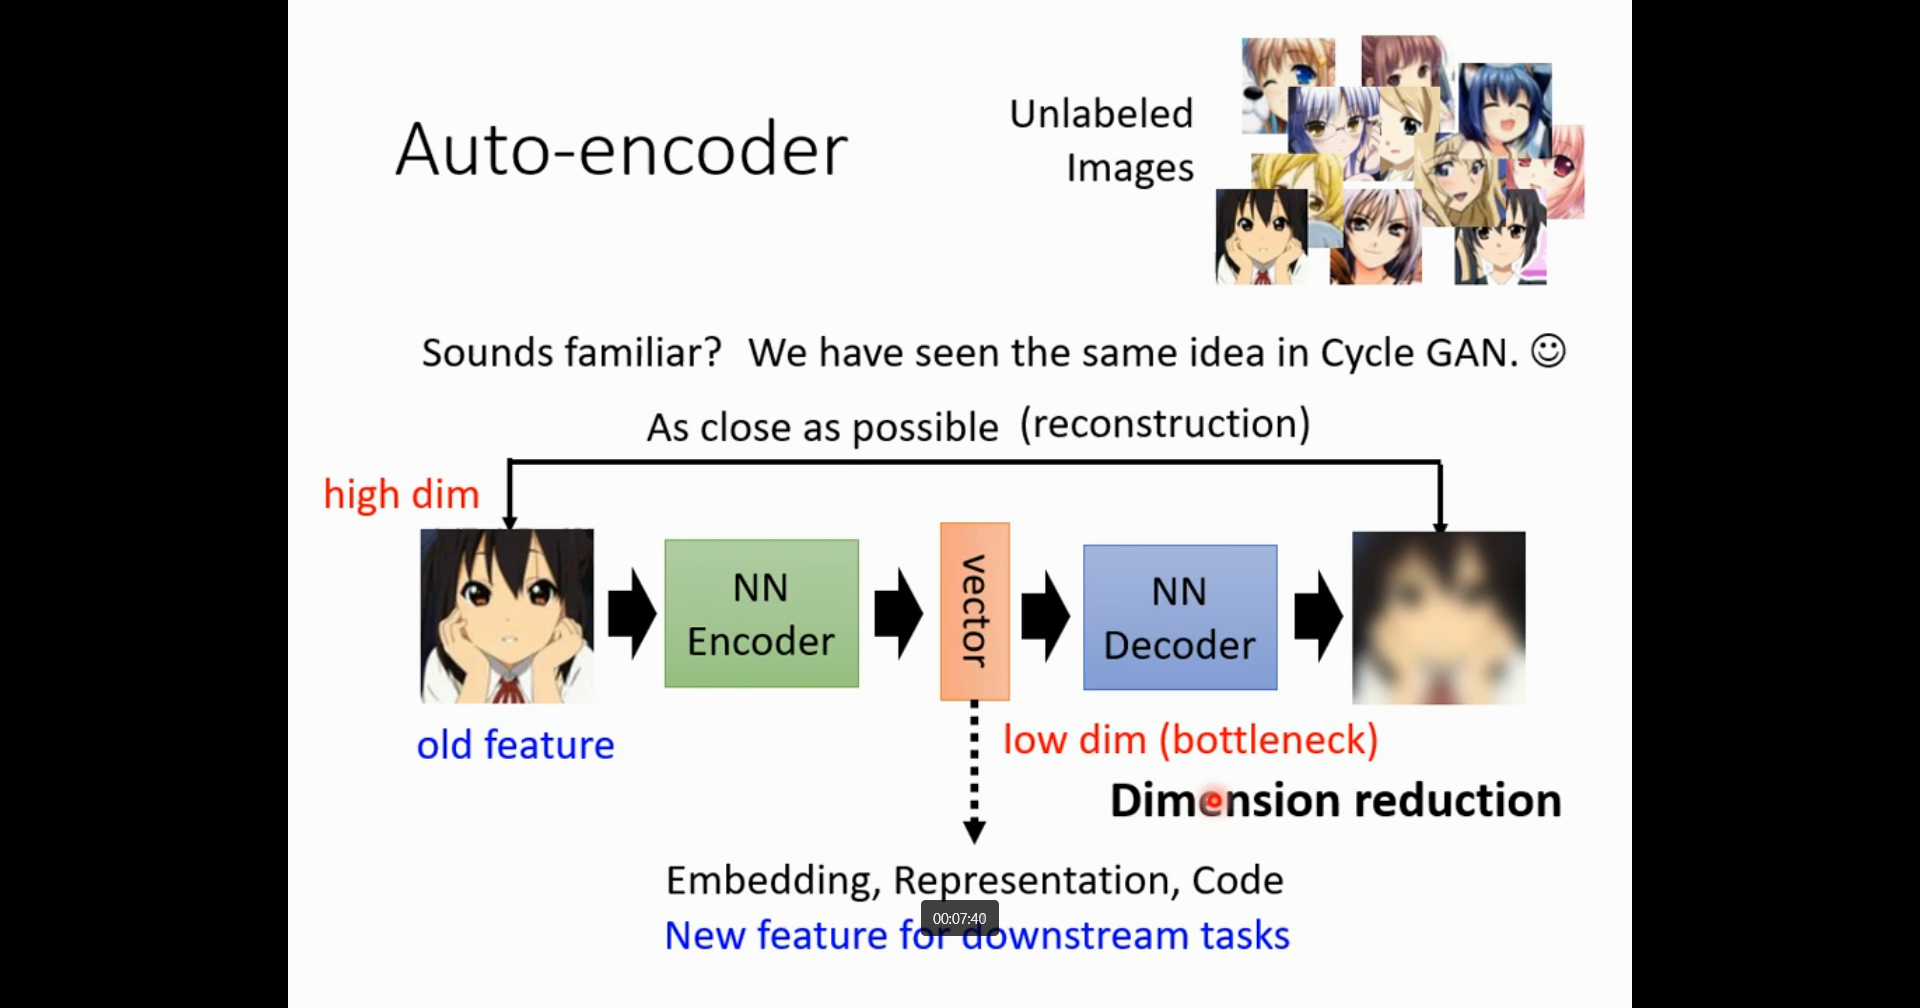 Auto-encoder
Unlabeled
Images
Sounds familiar? We have seen the same idea in Cycle GAN. ☺
As close as possible (reconstruction)
high dim
NN
Encoder
vector
NN
Decoder
old feature
low dim (bottleneck)
Dimension reduction
Embedding, Representation, Code
00:07:40
New feature for downstream tasks